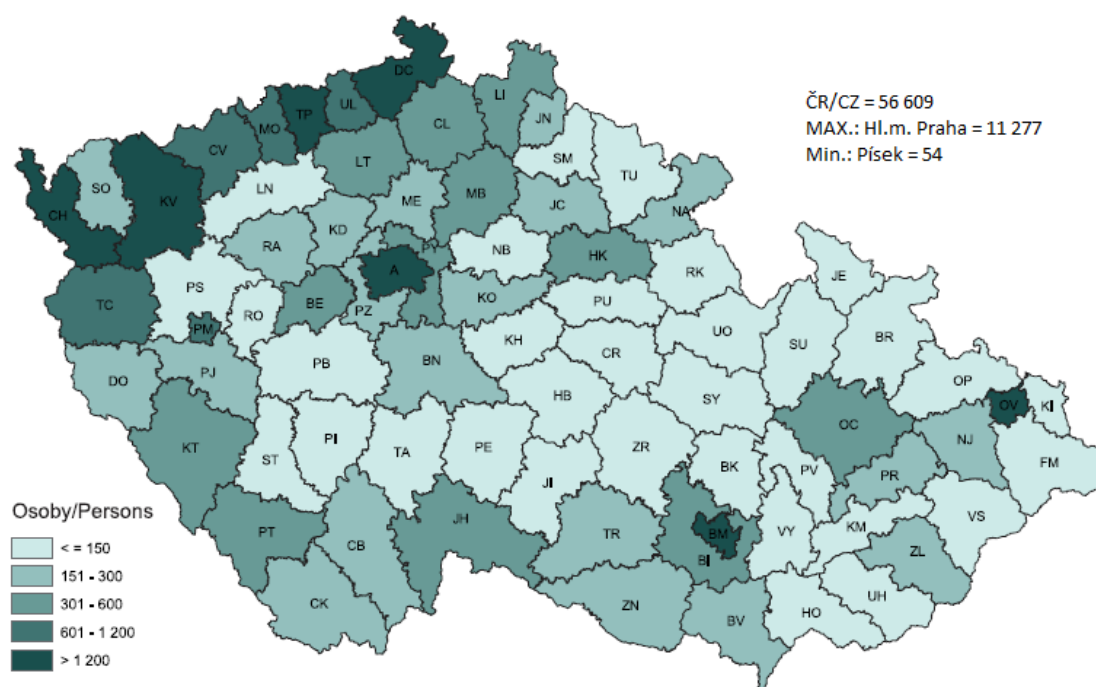 DC
LI
ČR/CZ = 56 609
MAX.: Hl.m. Praha = 11 277
Min.: Písek = 54
TP
UL
JN
MO
CL
CV
SM
LT
TU
SO
LN
ME
MB
KV
JC
NA
CH
KD
RA
PY
NB
HK
A
RK
JE
TC
PS
BE
KO
PU
RO
PZ
PM
UO
SU
BR
KH
CR
PB
BN
OP
DO
PJ
HB
SY
OV
KI
OC
NJ
KT
PI
TA
PE
ZR
ST
BK
PV
FM
PR
JI
Osoby/Persons
VS
KM
BM
VY
JH
TR
PT
CB
<= 150
BI
ZL
151 - 300
CK
ZN
UH
301 - 600
HO
BV
601 - 1 200
> 1 200